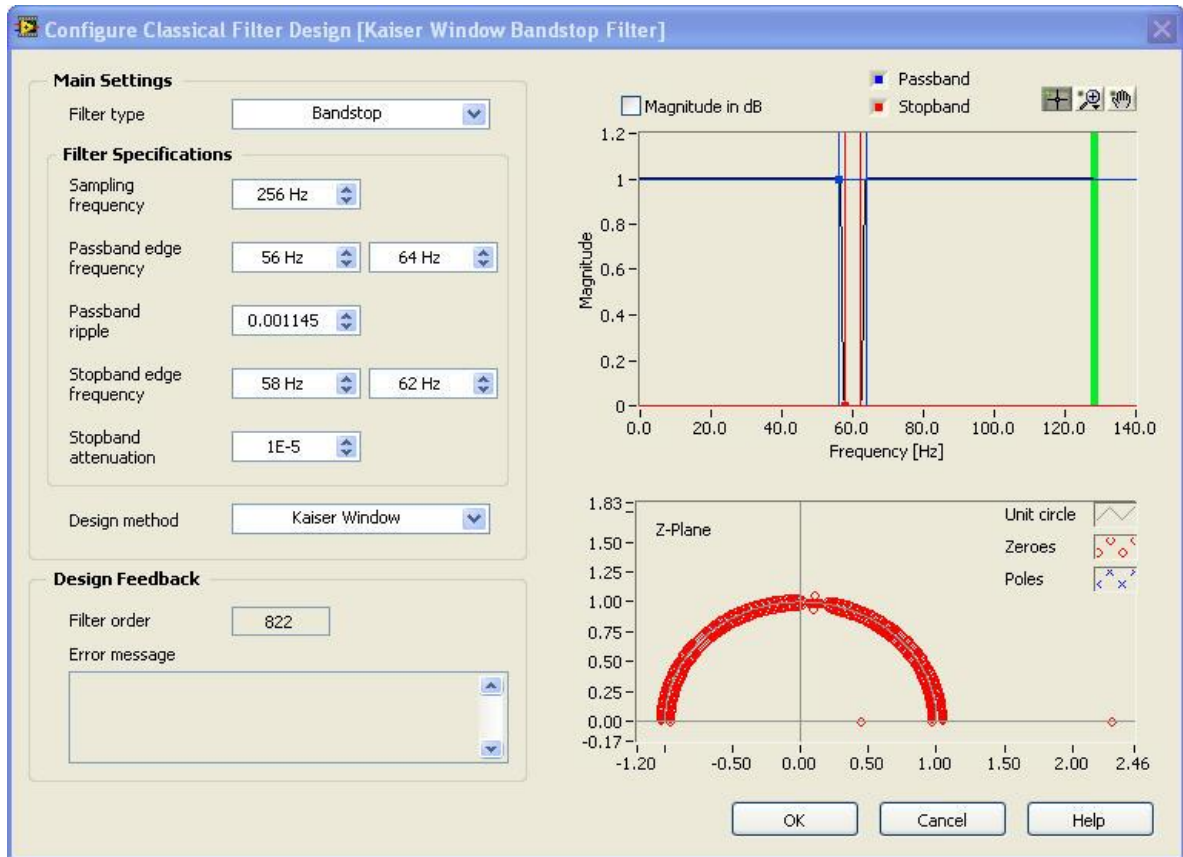 Configure Classical Filter Design [Kaiser Window Bandstop Filter]
Main Settings
Filter type
Bandstop
Filter Specifications
Sampling
frequency
256 Hz
Passband edge
frequency
56 Hz
64 Hz
Passband
ripple
0.001145
Stopband edge
frequency
58 Hz
62 Hz
Stopband
attenuation
1E-5
Design method
Kaiser Window
Design Feedback
Filter order
822
Error message
Magnitude in dB
Passband
Stopband
1.2
1
0.8
0.6
0.4
0.2
0
Magnitude
0.0 20.0 40.0 60.0 80.0 100.0 120.0 140.0
Frequency [Hz]
Z-Plane
Unit circle
Zeroes
Poles
1.83
1.50
1.25
1.00
0.75
0.50
0.25
0.00
-0.17
-1.20 -0.50 0.00 0.50 1.00 1.50 2.00 2.46
OK
Cancel
Help